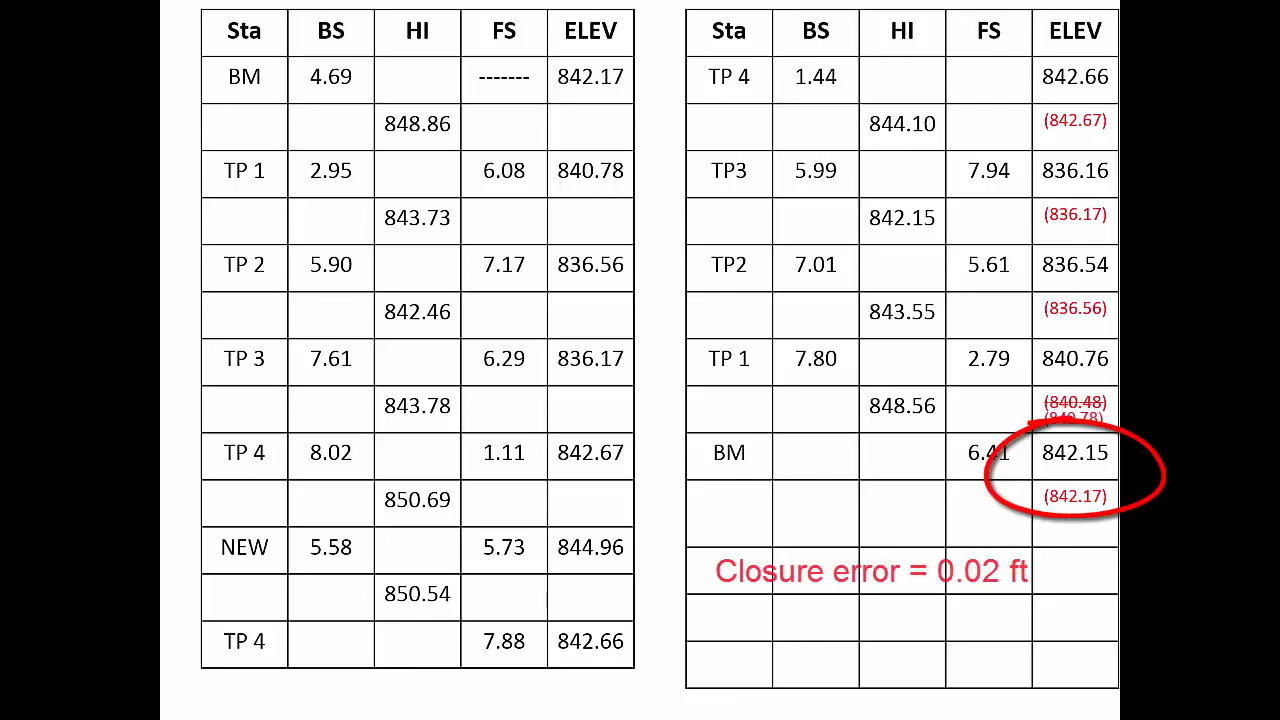 Sta BS HI FS ELEV
BM 4.69 ------- 842.17
848.86
TP 1 2.95 6.08 840.78
843.73
TP 2 5.90 7.17 836.56
842.46
TP 3 7.61 6.29 836.17
843.78
TP 4 8.02 1.11 842.67
850.69
NEW 5.58 5.73 844.96
850.54
TP 4 7.88 842.66
Sta BS HI FS ELEV
TP 4 1.44 842.66
844.10 (842.67)
TP3 5.99 7.94 836.16
842.15 (836.17)
TP2 7.01 5.61 836.54
843.55 (836.56)
TP 1 7.80 2.79 840.76
848.56 (840.48)
(840.78)
BM 6.41 842.15
(842.17)
Closure error = 0.02 ft